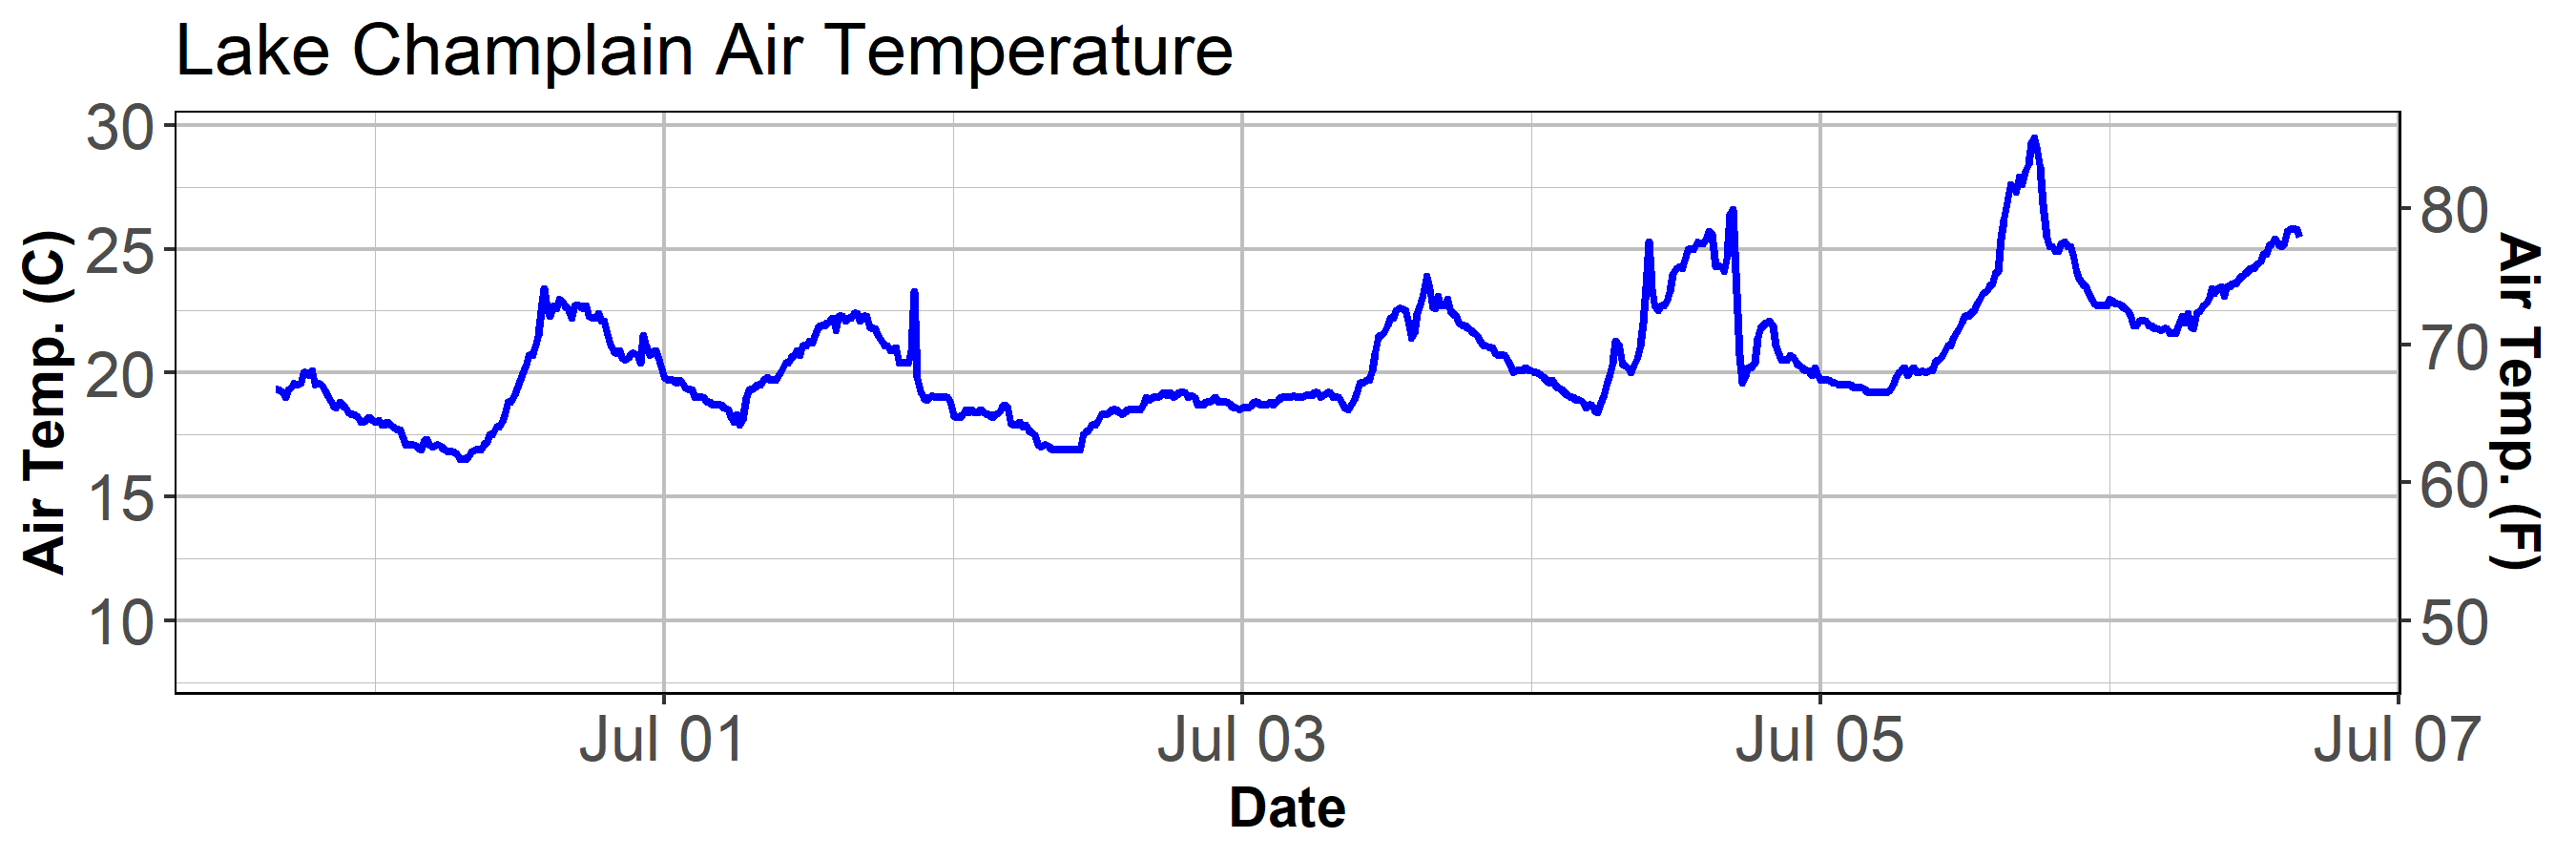 Lake Champlain Air Temperature
Air Temp. (C)
30
25
20
15
10
80
70
60
50
Air Temp. (F)
Jul 01 Jul 03 Jul 05 Jul 07
Date